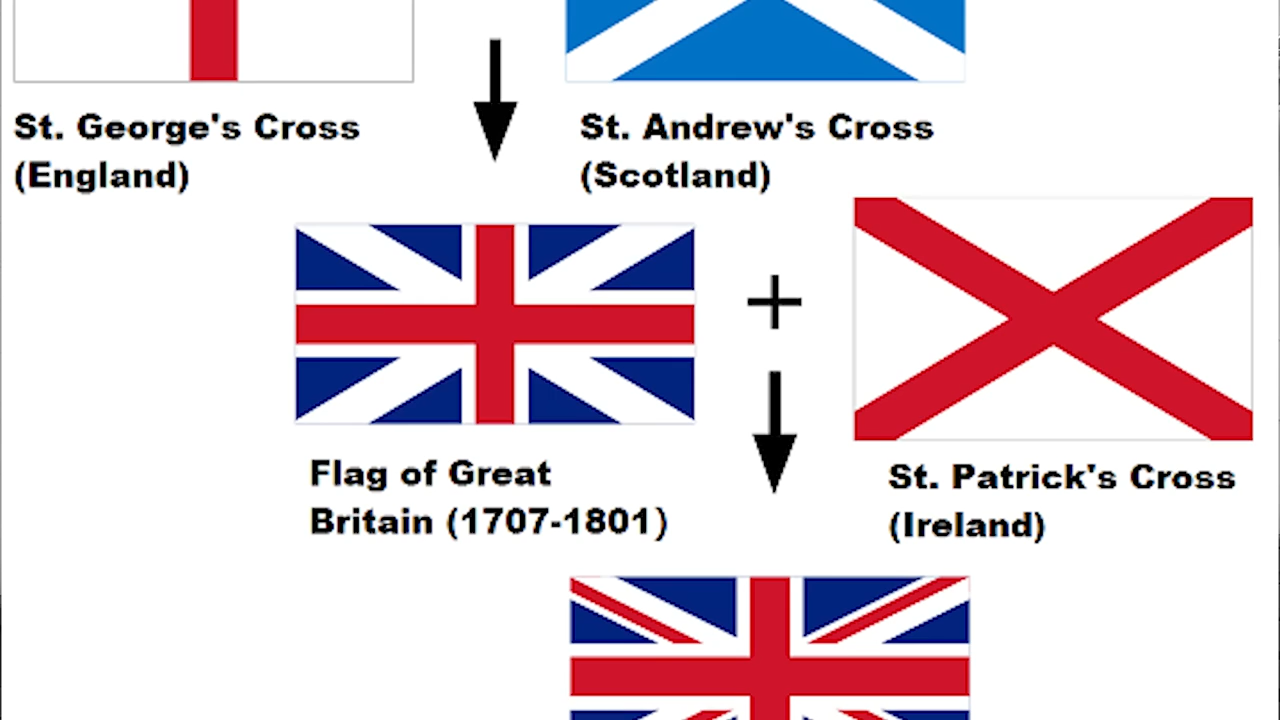 St. George's Cross
(England)
St. Andrew's Cross
(Scotland)
Flag of Great
Britain (1707-1801)
St. Patrick's Cross
(Ireland)